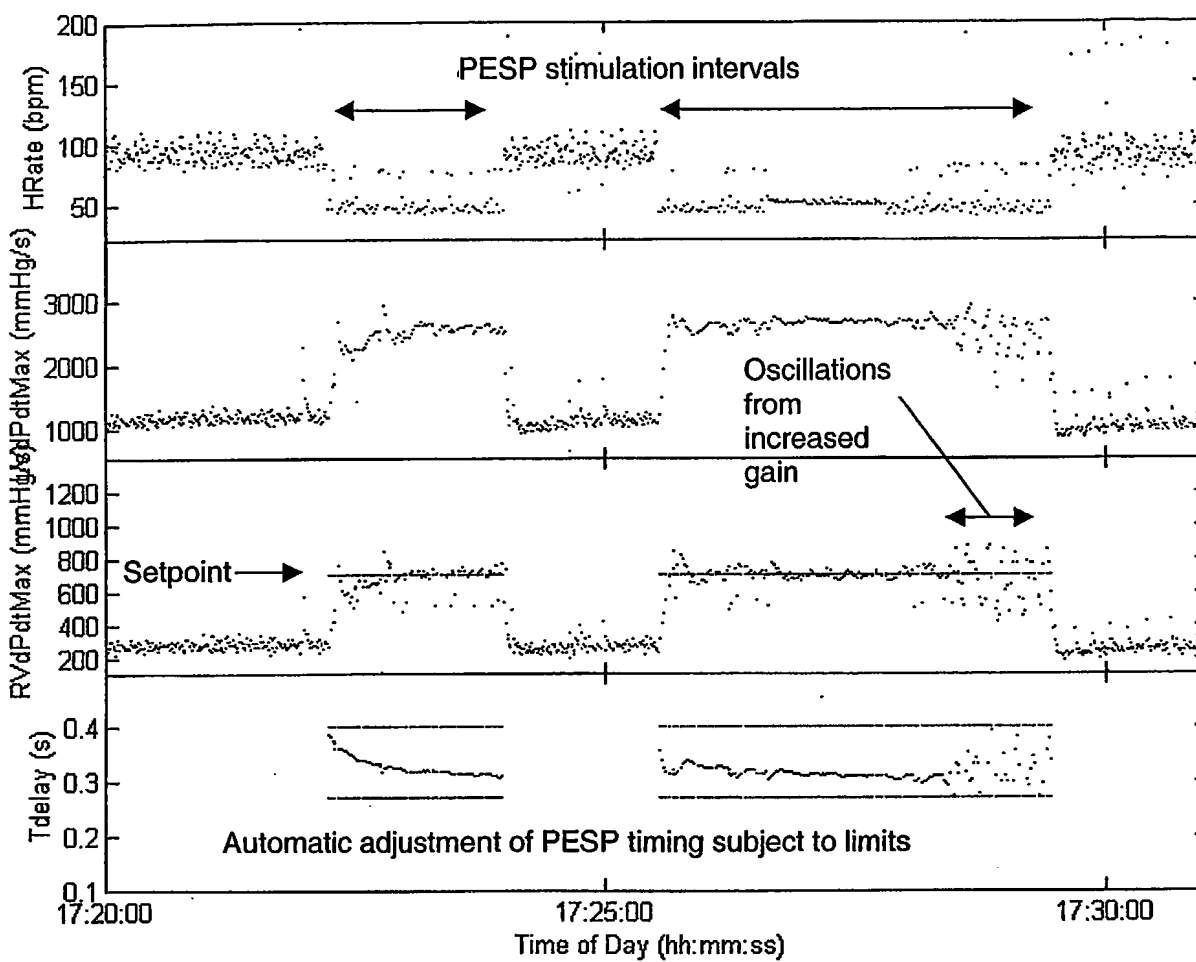 200
150
100
50
HRate (bpm)
PESP stimulation intervals
3000
2000
1000
dPdtMax (mmHg/s)
Oscillations
from
increased
gain
1200
1000
800
600
400
200
RVdPdtMax (mmHg/
Setpoint
0.4
0.3
0.2
0.1
Tdelay (s)
Automatic adjustment of PESP timing subject to limits
17:20:00
17:25:00
17:30:00
Time of Day (hh:mm:ss)